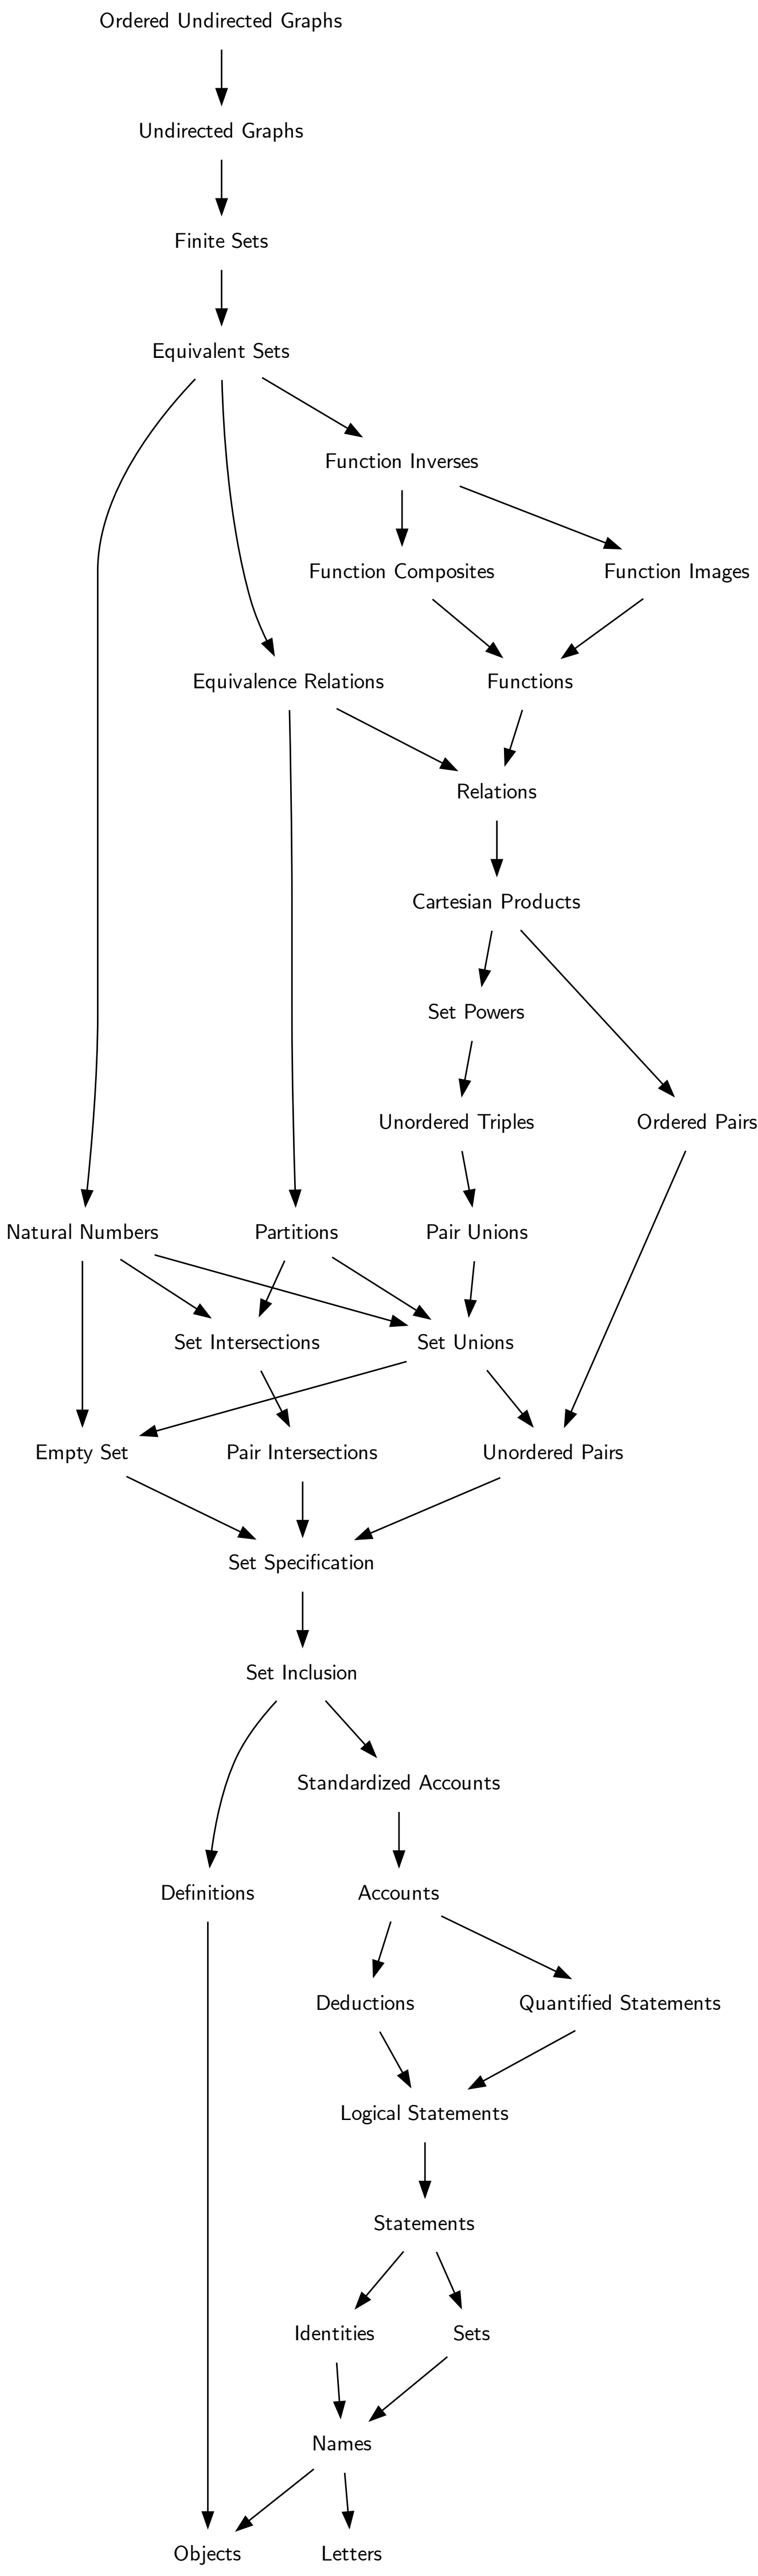 Ordered Undirected Graphs
Undirected Graphs
Finite Sets
Equivalent Sets
Function Inverses
Function Composites
Function Images
Equivalence Relations
Functions
Relations
Cartesian Products
Set Powers
Unordered Triples
Ordered Pairs
Natural Numbers
Partitions
Pair Unions
Set Intersections
Set Unions
Empty Set
Pair Intersections
Unordered Pairs
Set Specification
Set Inclusion
Standardized Accounts
Definitions
Accounts
Deductions
Quantified Statements
Logical Statements
Statements
Identities
Sets
Names
Objects
Letters